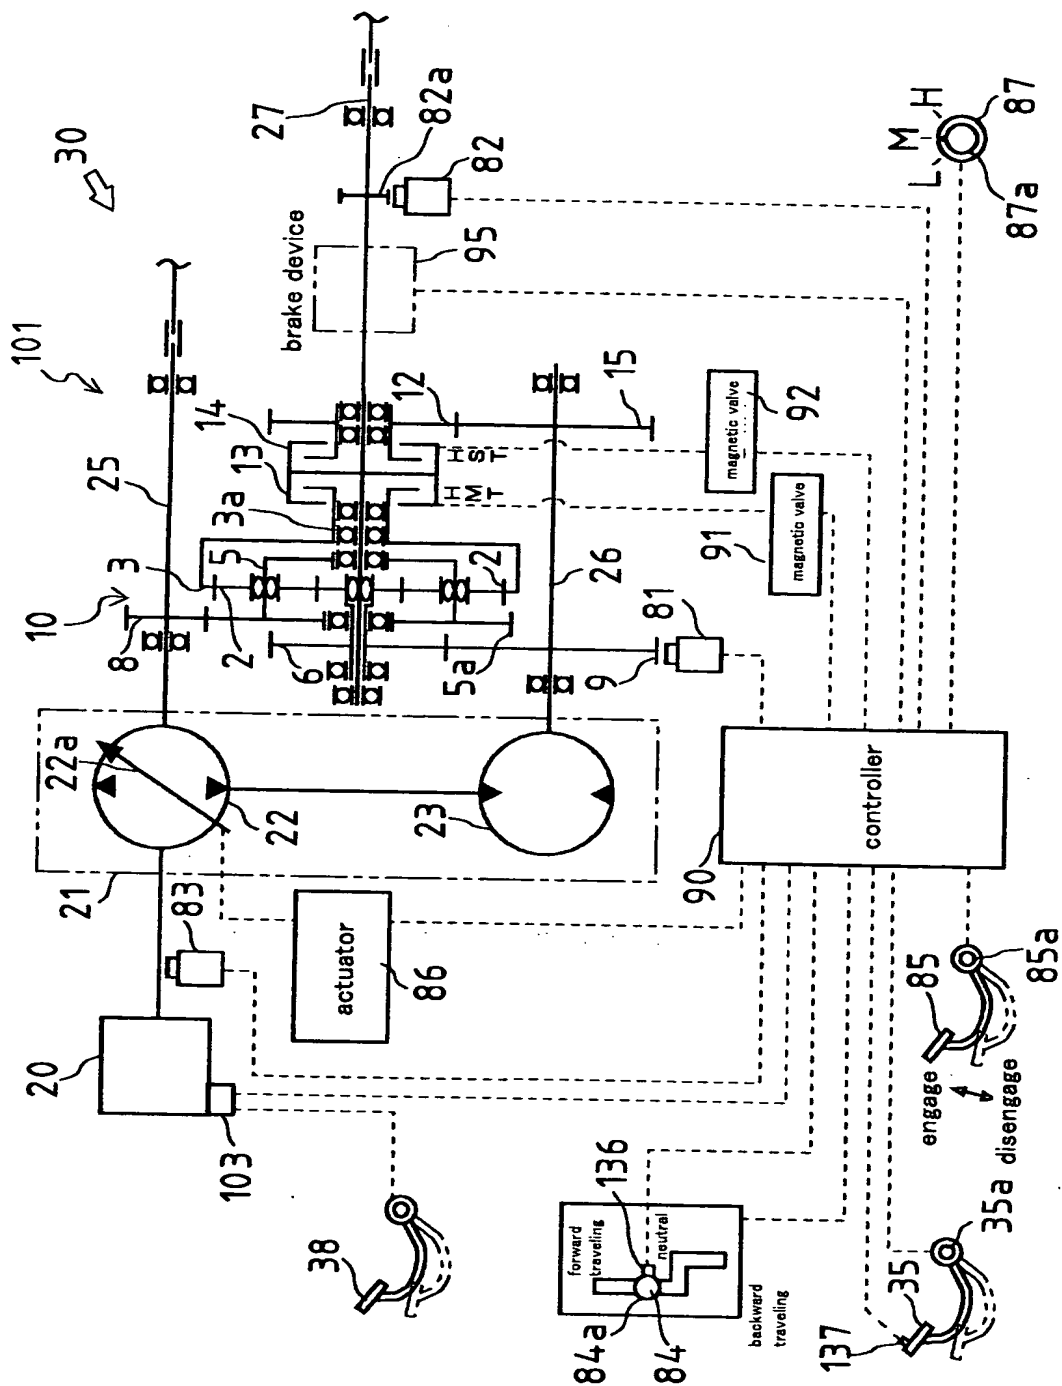 38
103
20
83
21
22a
22
8
10
3
25
101
30
actuator
86
23
2
5
3a
13
14
6
5a
2
12
brake device
27
H
M
T
H
S
T
82a
82
95
26
15
9
81
84a
84
136
forward
traveling
neutral
backward
traveling
90
controller
91
magnetic valve
magnetic valve
92
137
35
35a
engage
disengage
85
85a
L
M
H
87a
87